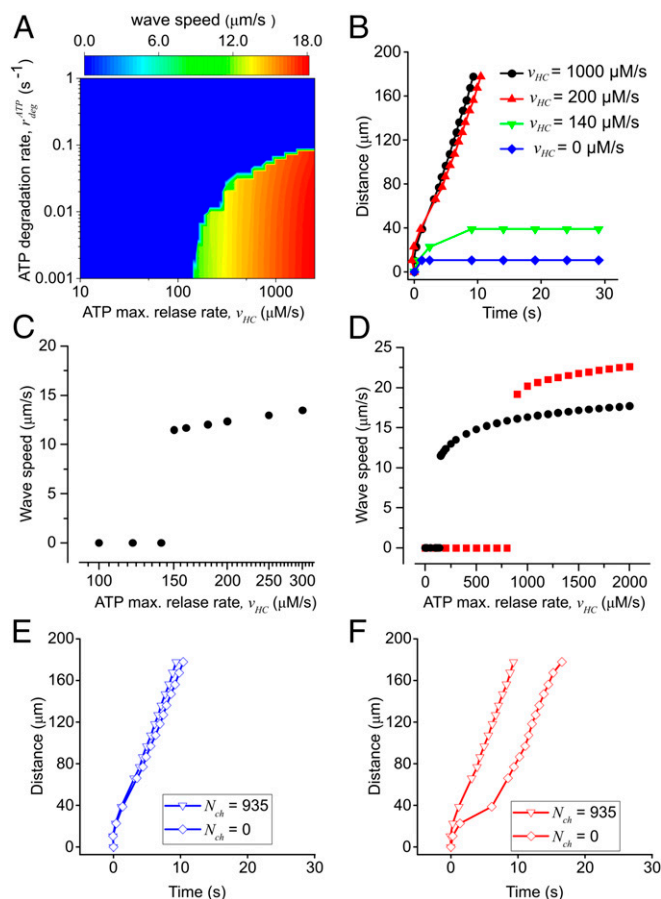 A
wave speed (μm/s)
0.0 6.0 12.0 18.0
ATP degradation rate, r_deg^ATP (s⁻¹)
1
0.1
0.01
0.001
10 100 1000
ATP max. relase rate, v_HC (μM/s)
B
Distance (μm)
200
160
120
80
40
0
v_HC = 1000 μM/s
v_HC = 200 μM/s
v_HC = 140 μM/s
v_HC = 0 μM/s
0 10 20 30
Time (s)
C
Wave speed (μm/s)
20
15
10
5
0
100 150 200 250 300
ATP max. relase rate, v_HC (μM/s)
D
Wave speed (μm/s)
25
20
15
10
5
0
0 500 1000 1500 2000
ATP max. relase rate, v_HC (μM/s)
E
Distance (μm)
200
160
120
80
40
0
N_ch = 935
N_ch = 0
0 10 20 30
Time (s)
F
Distance (μm)
200
160
120
80
40
0
N_ch = 935
N_ch = 0
0 10 20 30
Time (s)